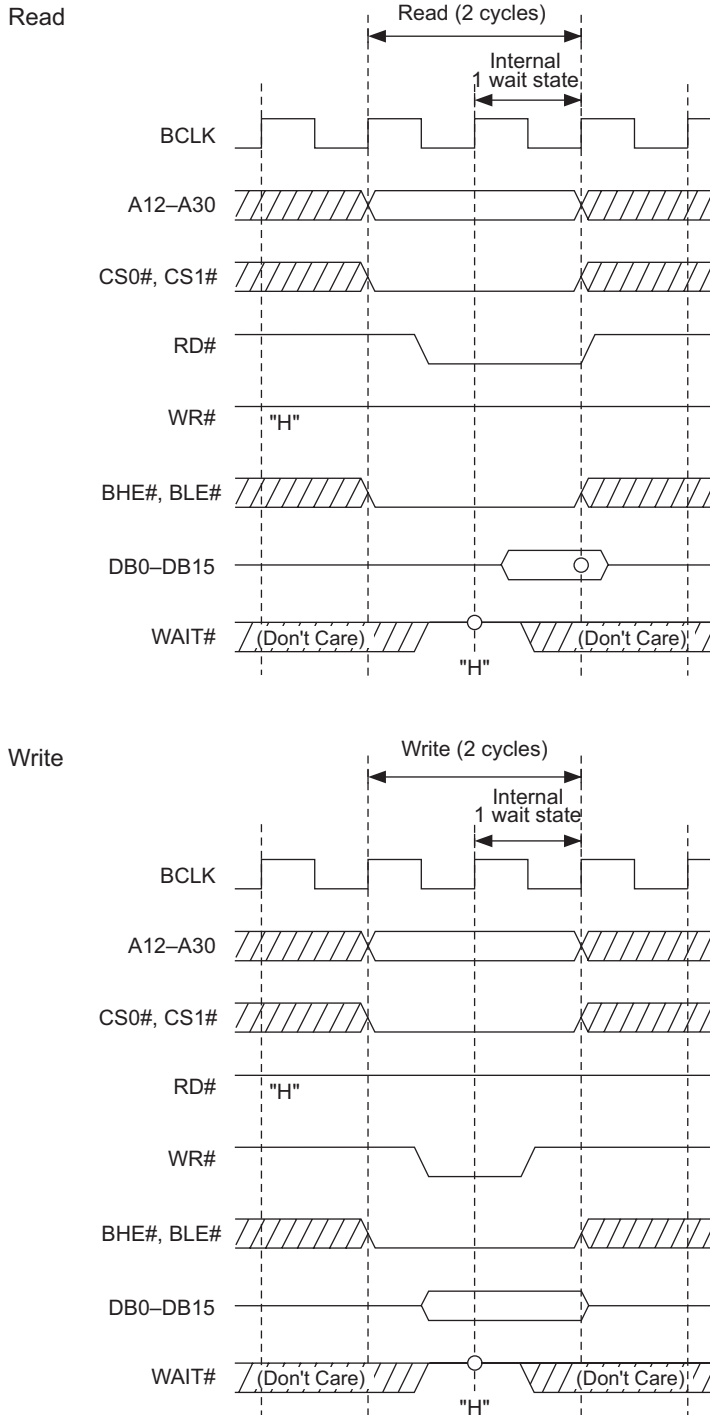 Read
Read (2 cycles)
Internal
1 wait state
BCLK
A12–A30
CS0#, CS1#
RD#
WR#
"H"
BHE#, BLE#
DB0–DB15
WAIT#
(Don't Care)
(Don't Care)
"H"
Write
Write (2 cycles)
Internal
1 wait state
BCLK
A12–A30
CS0#, CS1#
RD#
"H"
WR#
BHE#, BLE#
DB0–DB15
WAIT#
(Don't Care)
(Don't Care)
"H"